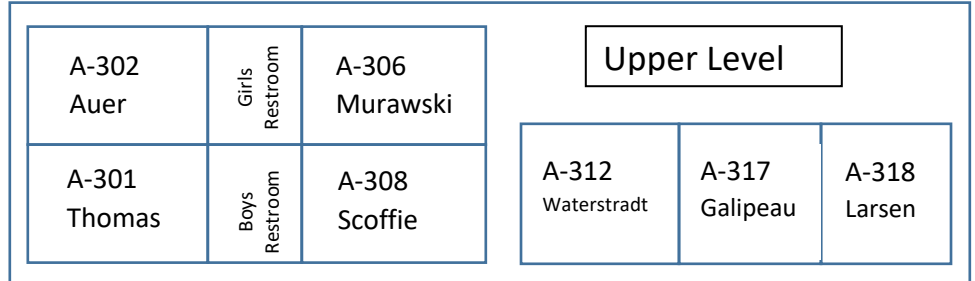 A-302
Auer
Girls
Restroom
A-306
Murawski
Upper Level
A-301
Thomas
Boys
Restroom
A-308
Scoffie
A-312
Waterstradt
A-317
Galipeau
A-318
Larsen